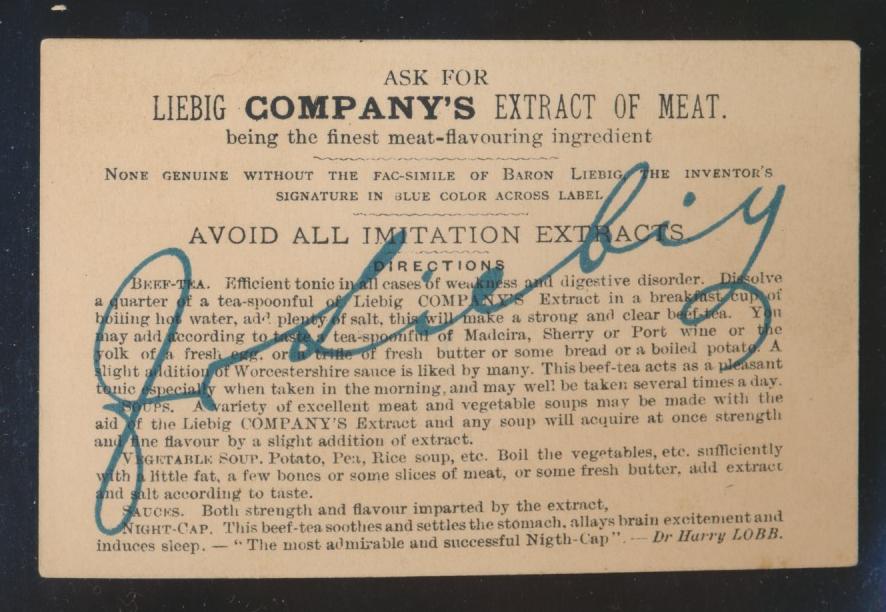 ASK FOR
LIEBIG COMPANY'S EXTRACT OF MEAT.
being the finest meat-flavouring ingredient
NONE GENUINE WITHOUT THE FAC-SIMILE OF BARON LIEBIG, THE INVENTOR'S
SIGNATURE IN BLUE COLOR ACROSS LABEL
AVOID ALL IMITATION EXTRACTS
DIRECTIONS
BEEF-TEA. Efficient tonic in all cases of weakness and digestive disorder. Dissolve
a quarter of a tea-spoonful of Liebig COMPANY'S Extract in a breakfast cup of
boiling hot water, add plenty of salt, this will make a strong and clear beef-tea. You
may add according to taste a tea-spoonful of Madeira, Sherry or Port wine or the
yolk of a fresh egg, or a trifle of fresh butter or some bread or a boiled potato. A
slight addition of Worcestershire sauce is liked by many. This beef-tea acts as a pleasant
tonic especially when taken in the morning, and may well be taken several times a day.
SOUPS. A variety of excellent meat and vegetable soups may be made with the
aid of the Liebig COMPANY'S Extract and any soup will acquire at once strength
and fine flavour by a slight addition of extract.
VEGETABLE SOUP. Potato, Pea, Rice soup, etc. Boil the vegetables, etc. sufficiently
with a little fat, a few bones or some slices of meat, or some fresh butter, add extract
and salt according to taste.
SAUCES. Both strength and flavour imparted by the extract,
NIGHT-CAP. This beef-tea soothes and settles the stomach, allays brain excitement and
induces sleep. — "The most admirable and successful Nigth-Cap". — Dr Harry LOBB.
J v Liebig